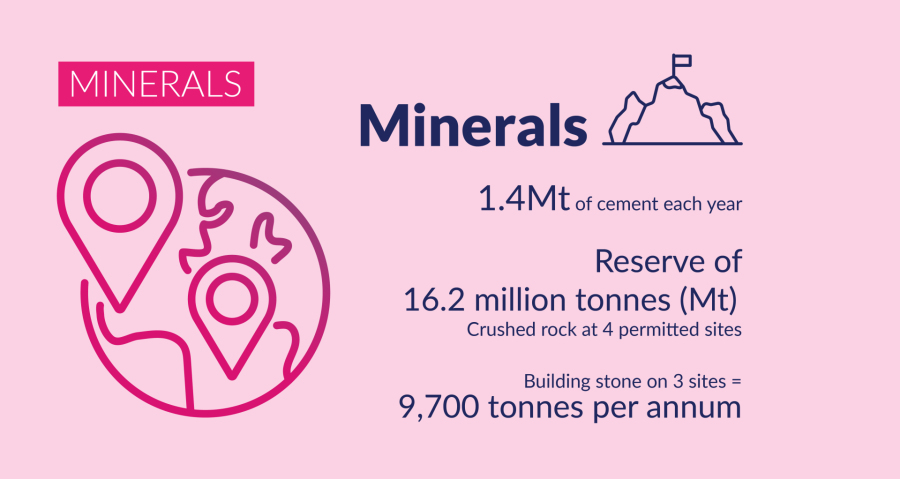 MINERALS
Minerals
1.4Mt of cement each year
Reserve of
16.2 million tonnes (Mt)
Crushed rock at 4 permitted sites
Building stone on 3 sites =
9,700 tonnes per annum